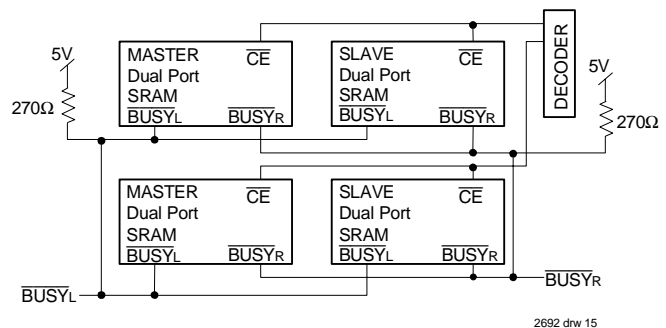 MASTER
Dual Port
SRAM
CE
BUSYL
BUSYR
SLAVE
Dual Port
SRAM
CE
BUSYL
BUSYR
DECODER
5V
270Ω
5V
270Ω
MASTER
Dual Port
SRAM
CE
BUSYL
BUSYR
SLAVE
Dual Port
SRAM
CE
BUSYL
BUSYR
BUSYL
BUSYR
2692 drw 15